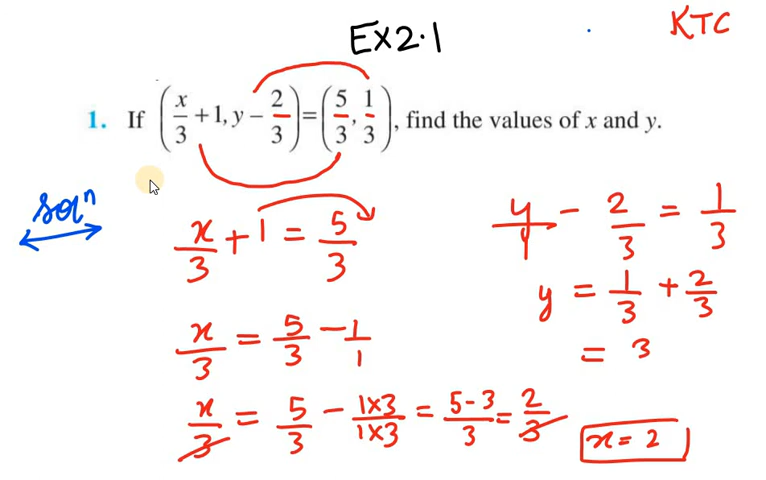 EX2.1
KTC
1. If (x/3 + 1, y − 2/3) = (5/3, 1/3), find the values of x and y.
solⁿ
x/3 + 1 = 5/3
x/3 = 5/3 − 1/1
x/3 = 5/3 − 1×3/1×3 = 5-3/3 = 2/3
x = 2
y/1 − 2/3 = 1/3
y = 1/3 + 2/3
= 3